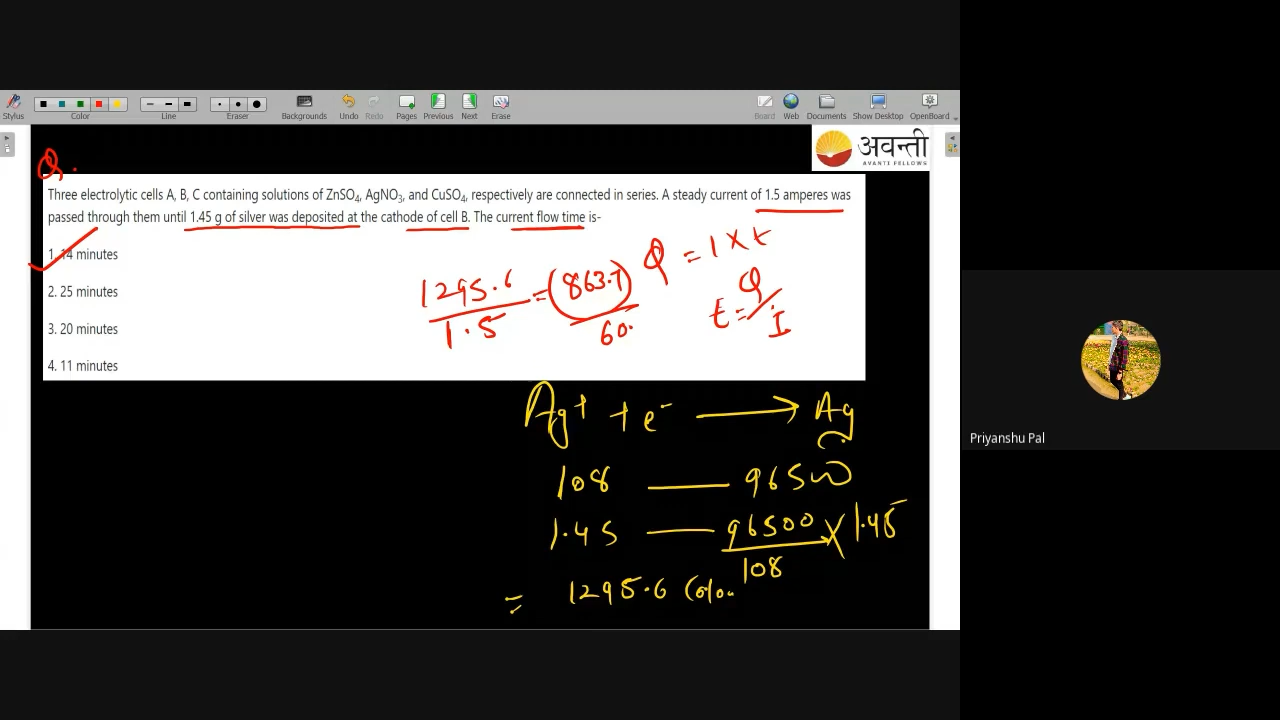 Stylus
Color
Line
Eraser
Backgrounds
Undo
Redo
Pages
Previous
Next
Erase
Board
Web
Documents
Show Desktop
OpenBoard
अवन्ती
AVANTI FELLOWS
Q.
Three electrolytic cells A, B, C containing solutions of ZnSO₄, AgNO₃, and CuSO₄, respectively are connected in series. A steady current of 1.5 amperes was
passed through them until 1.45 g of silver was deposited at the cathode of cell B. The current flow time is-
1. 14 minutes
2. 25 minutes
3. 20 minutes
4. 11 minutes
1295.6/1.5 = 863.7/60.
Q = I × t
t = Q/I
Ag+ + e- → Ag
108 — 96500
1.45 — 96500/108 × 1.45
= 1295.6
Priyanshu Pal